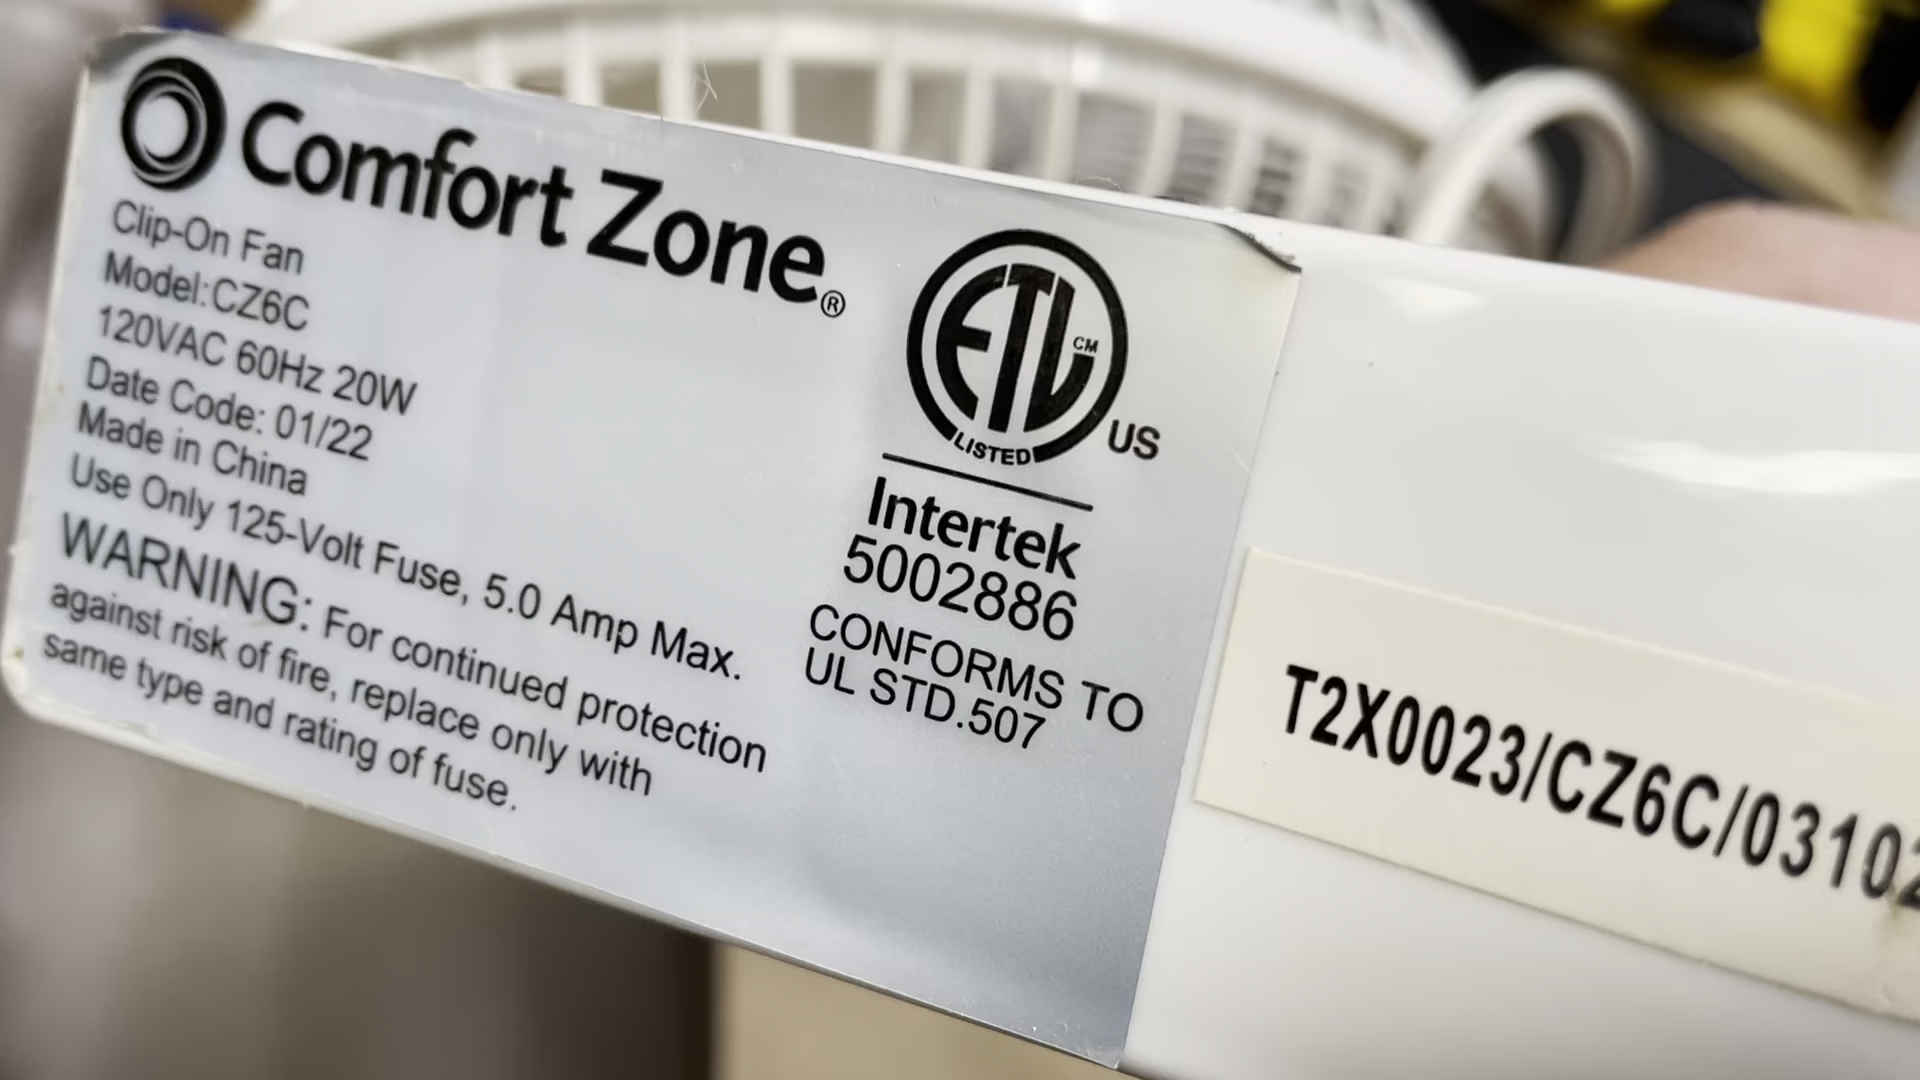 Comfort Zone®
Clip-On Fan
Model:CZ6C
120VAC 60Hz 20W
Date Code: 01/22
Made in China
Use Only 125-Volt Fuse, 5.0 Amp Max.
WARNING: For continued protection
against risk of fire, replace only with
same type and rating of fuse.
ETL CM
LISTED
US
Intertek
5002886
CONFORMS TO
UL STD.507
T2X0023/CZ6C/03102